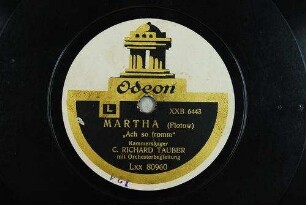 Odeon
L
XXB 6443
MARTHA (Flotow)
„Ach so fromm"
Kammersänger
C. RICHARD TAUBER
mit Orchesterbegleitung
Lxx 80960